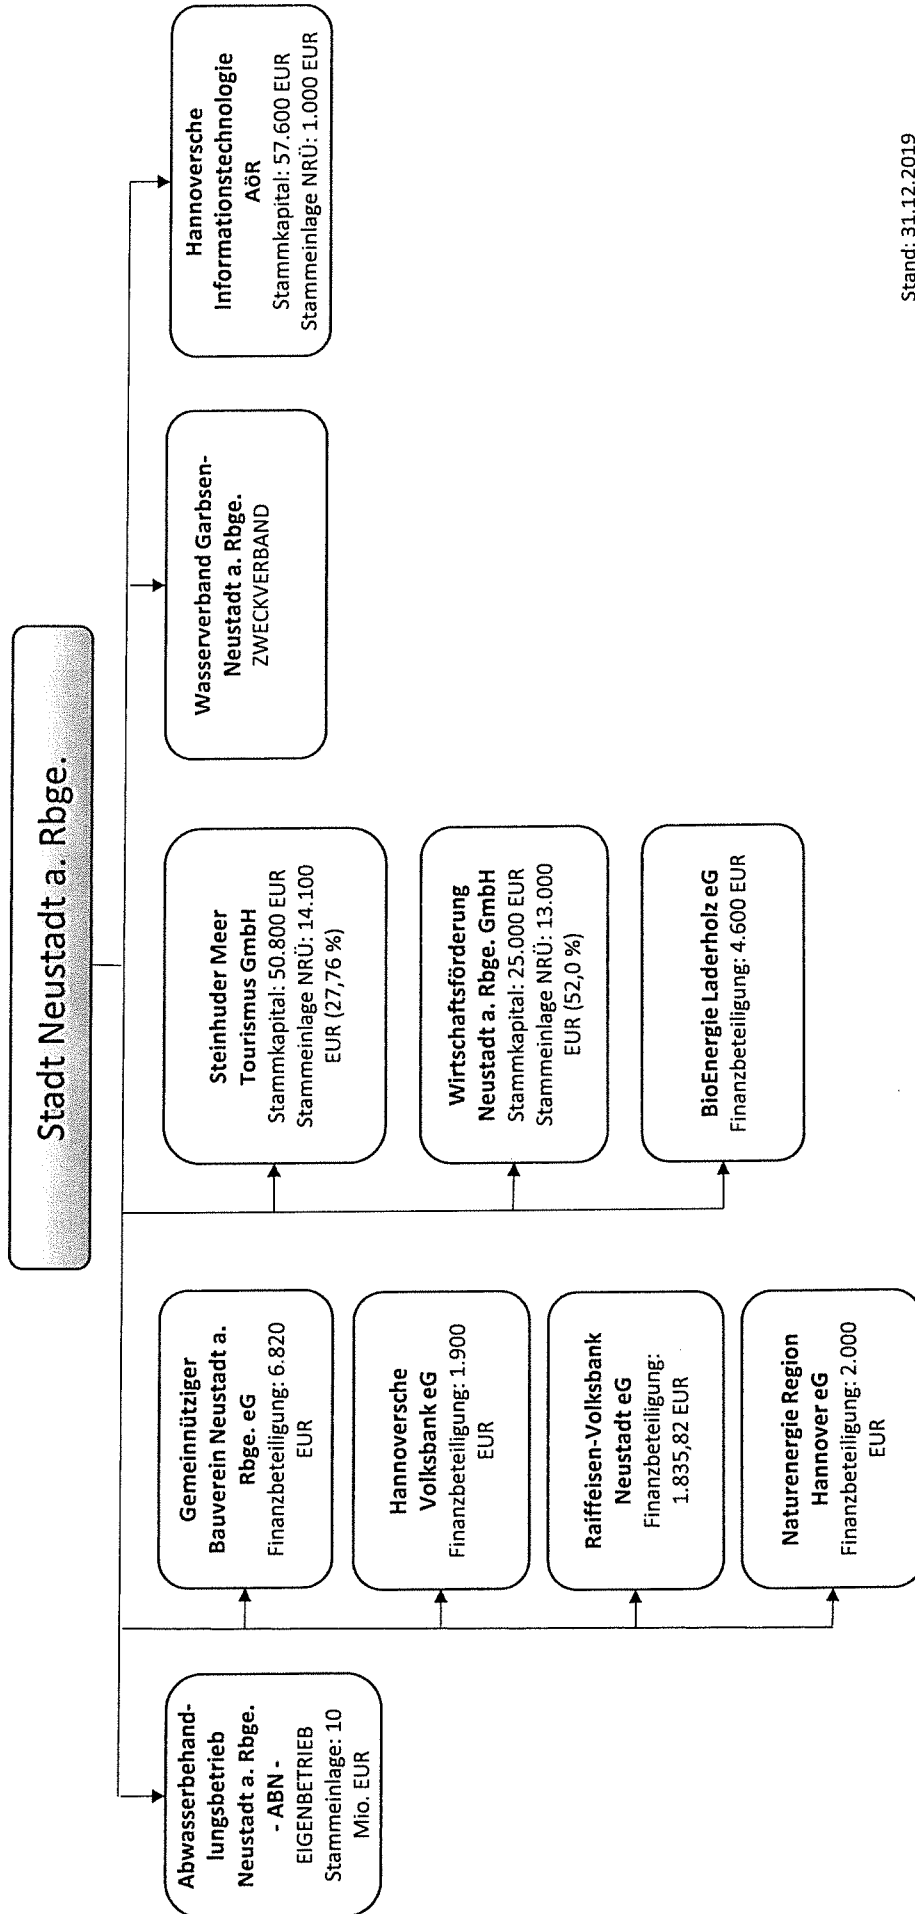 Stadt Neustadt a. Rbge.
Abwasserbehand-
lungsbetrieb
Neustadt a. Rbge.
- ABN -
EIGENBETRIEB
Stammeinlage: 10
Mio. EUR
Gemeinnütziger
Bauverein Neustadt a.
Rbge. eG
Finanzbeteiligung: 6.820
EUR
Hannoversche
Volksbank eG
Finanzbeteiligung: 1.900
EUR
Raiffeisen-Volksbank
Neustadt eG
Finanzbeteiligung:
1.835,82 EUR
Naturenergie Region
Hannover eG
Finanzbeteiligung: 2.000
EUR
Steinhuder Meer
Tourismus GmbH
Stammkapital: 50.800 EUR
Stammeinlage NRÜ: 14.100
EUR (27,76 %)
Wirtschaftsförderung
Neustadt a. Rbge. GmbH
Stammkapital: 25.000 EUR
Stammeinlage NRÜ: 13.000
EUR (52,0 %)
BioEnergie Laderholz eG
Finanzbeteiligung: 4.600 EUR
Wasserverband Garbsen-
Neustadt a. Rbge.
ZWECKVERBAND
Hannoversche
Informationstechnologie
AöR
Stammkapital: 57.600 EUR
Stammeinlage NRÜ: 1.000 EUR
Stand: 31.12.2019